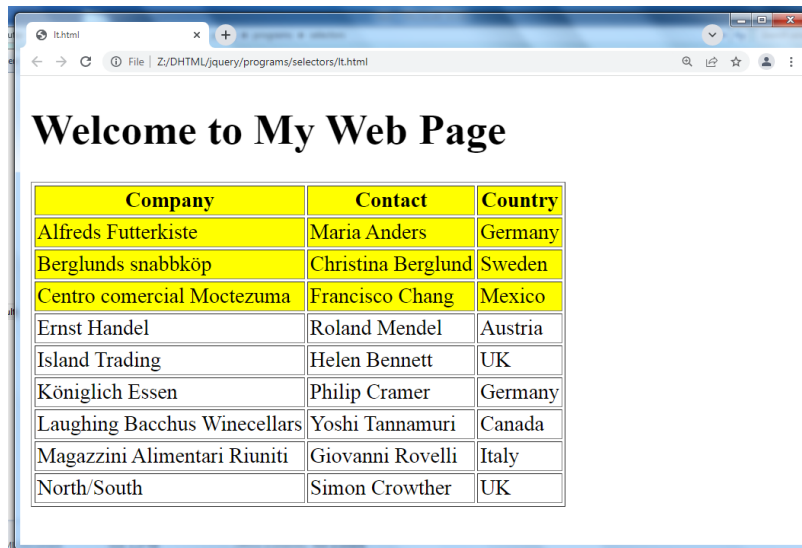 lt.html
File Z:/DHTML/jquery/programs/selectors/lt.html
Welcome to My Web Page
Company Contact Country
Alfreds Futterkiste Maria Anders Germany
Berglunds snabbköp Christina Berglund Sweden
Centro comercial Moctezuma Francisco Chang Mexico
Ernst Handel Roland Mendel Austria
Island Trading Helen Bennett UK
Königlich Essen Philip Cramer Germany
Laughing Bacchus Winecellars Yoshi Tannamuri Canada
Magazzini Alimentari Riuniti Giovanni Rovelli Italy
North/South Simon Crowther UK